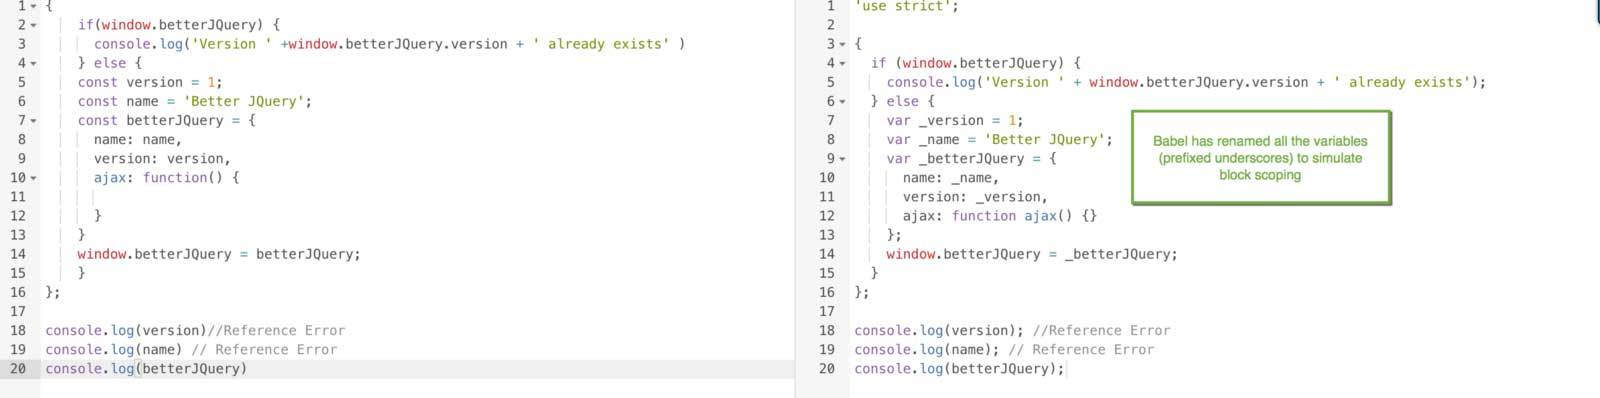 1 {
2 if(window.betterJQuery) {
3 console.log('Version ' +window.betterJQuery.version + ' already exists' )
4 } else {
5 const version = 1;
6 const name = 'Better JQuery';
7 const betterJQuery = {
8 name: name,
9 version: version,
10 ajax: function() {
11
12 }
13 }
14 window.betterJQuery = betterJQuery;
15 }
16 };
17
18 console.log(version)//Reference Error
19 console.log(name) // Reference Error
20 console.log(betterJQuery)
1 'use strict';
2
3 {
4 if (window.betterJQuery) {
5 console.log('Version ' + window.betterJQuery.version + ' already exists');
6 } else {
7 var _version = 1;
8 var _name = 'Better JQuery';
9 var _betterJQuery = {
10 name: _name,
11 version: _version,
12 ajax: function ajax() {}
13 };
14 window.betterJQuery = _betterJQuery;
15 }
16 };
17
18 console.log(version); //Reference Error
19 console.log(name); // Reference Error
20 console.log(betterJQuery);
Babel has renamed all the variables
(prefixed underscores) to simulate
block scoping